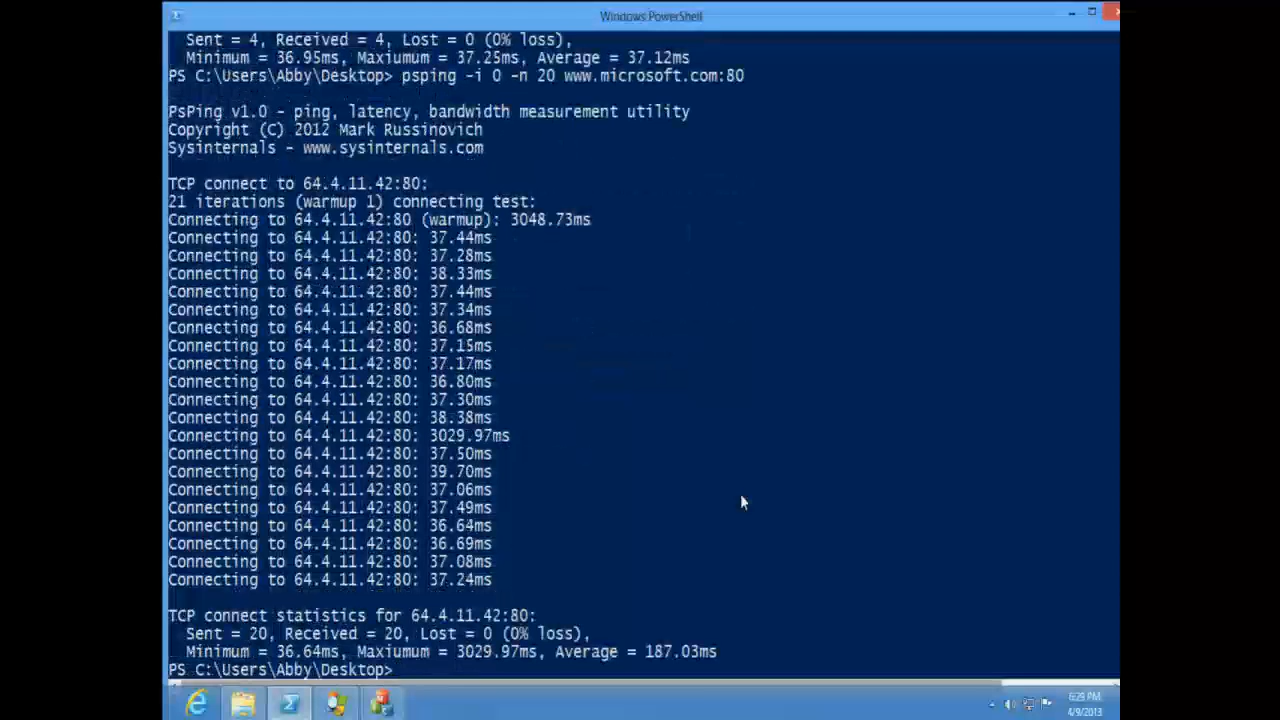 Windows PowerShell
Sent = 4, Received = 4, Lost = 0 (0% loss),
Minimum = 36.95ms, Maxiumum = 37.25ms, Average = 37.12ms
PS C:\Users\Abby\Desktop> psping -i 0 -n 20 www.microsoft.com:80
PsPing v1.0 - ping, latency, bandwidth measurement utility
Copyright (C) 2012 Mark Russinovich
Sysinternals - www.sysinternals.com
TCP connect to 64.4.11.42:80:
21 iterations (warmup 1) connecting test:
Connecting to 64.4.11.42:80 (warmup): 3048.73ms
Connecting to 64.4.11.42:80: 37.44ms
Connecting to 64.4.11.42:80: 37.28ms
Connecting to 64.4.11.42:80: 38.33ms
Connecting to 64.4.11.42:80: 37.44ms
Connecting to 64.4.11.42:80: 37.34ms
Connecting to 64.4.11.42:80: 36.68ms
Connecting to 64.4.11.42:80: 37.15ms
Connecting to 64.4.11.42:80: 37.17ms
Connecting to 64.4.11.42:80: 36.80ms
Connecting to 64.4.11.42:80: 37.30ms
Connecting to 64.4.11.42:80: 38.38ms
Connecting to 64.4.11.42:80: 3029.97ms
Connecting to 64.4.11.42:80: 37.50ms
Connecting to 64.4.11.42:80: 39.70ms
Connecting to 64.4.11.42:80: 37.06ms
Connecting to 64.4.11.42:80: 37.49ms
Connecting to 64.4.11.42:80: 36.64ms
Connecting to 64.4.11.42:80: 36.69ms
Connecting to 64.4.11.42:80: 37.08ms
Connecting to 64.4.11.42:80: 37.24ms
TCP connect statistics for 64.4.11.42:80:
Sent = 20, Received = 20, Lost = 0 (0% loss),
Minimum = 36.64ms, Maxiumum = 3029.97ms, Average = 187.03ms
PS C:\Users\Abby\Desktop>
6:29 PM
4/9/2013